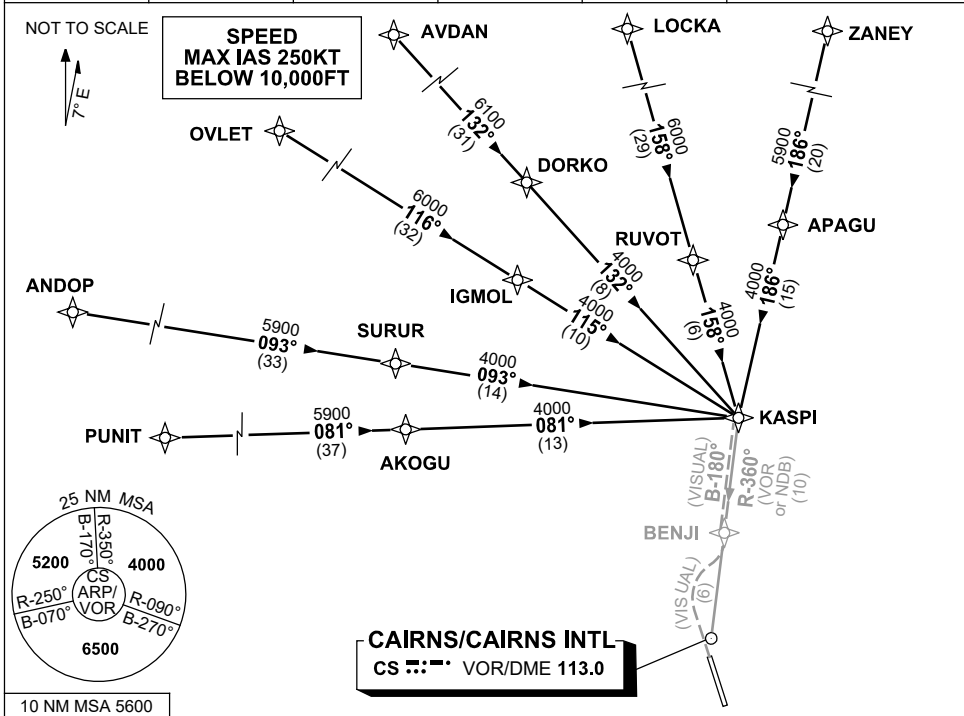 NOT TO SCALE
7° E
SPEED
MAX IAS 250KT
BELOW 10,000FT
AVDAN
LOCKA
ZANEY
OVLET
6100
132°
(31)
6000
158°
(29)
5900
186°
(20)
DORKO
6000
116°
(32)
APAGU
RUVOT
IGMOL
4000
132°
(8)
4000
186°
(15)
ANDOP
4000
115°
(10)
4000
158°
(6)
SURUR
5900
093°
(33)
4000
093°
(14)
KASPI
PUNIT
5900
081°
(37)
4000
081°
(13)
AKOGU
(VISUAL)
B-180°
R-360°
(VOR
or NDB)
(10)
BENJI
(VISUAL)
(6)
25 NM MSA
B-170°
R-350°
5200
4000
CS
ARP/
VOR
R-250°
B-070°
R-090°
B-270°
6500
CAIRNS/CAIRNS INTL
CS VOR/DME 113.0
10 NM MSA 5600